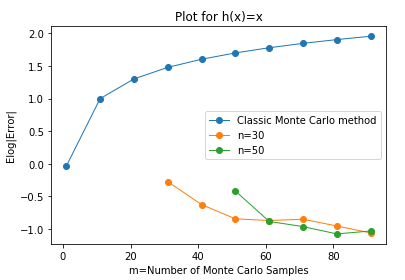 Plot for h(x)=x
2.0
1.5
1.0
0.5
0.0
−0.5
−1.0
Elog|Error|
Classic Monte Carlo method
n=30
n=50
0 20 40 60 80
m=Number of Monte Carlo Samples